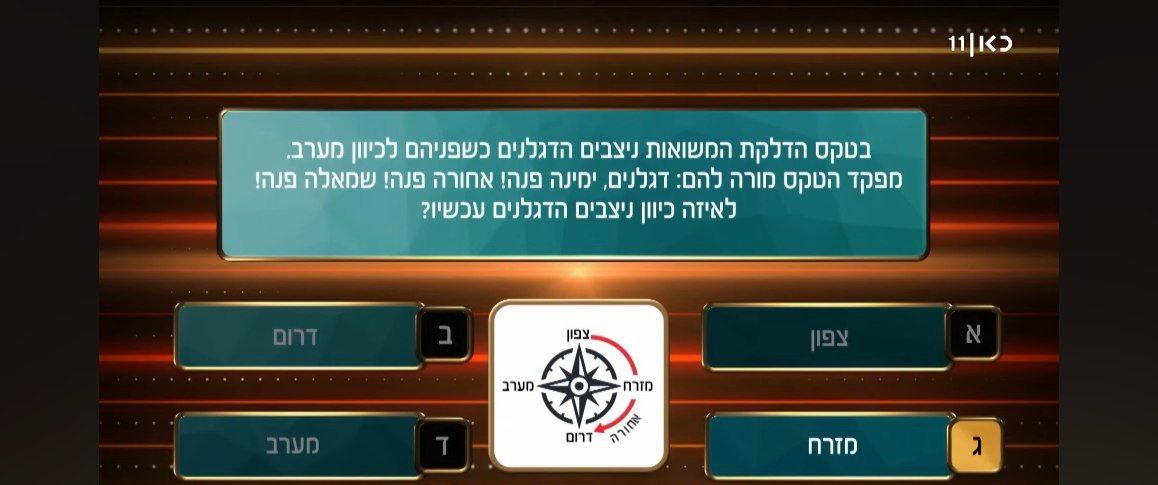 כאן|11
בטקס הדלקת המשואות ניצבים הדגלנים כשפניהם לכיוון מערב.
מפקד הטקס מורה להם: דגלנים, ימינה פנה! אחורה פנה! שמאלה פנה!
לאיזה כיוון ניצבים הדגלנים עכשיו?
א צפון
ב דרום
ג מזרח
ד מערב
צפון
מזרח
מערב
אחורה
דרום